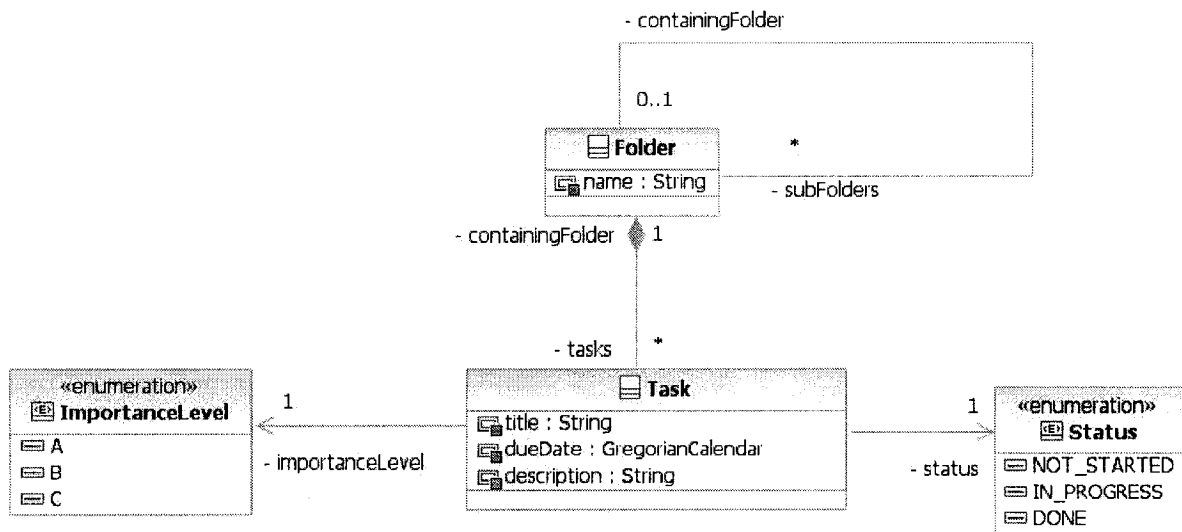 - containingFolder
0..1
Folder
*
name : String
- subFolders
- containingFolder
1
- tasks
*
«enumeration»
ImportanceLevel
A
B
C
1
- importanceLevel
Task
title : String
dueDate : GregorianCalendar
description : String
1
- status
«enumeration»
Status
NOT_STARTED
IN_PROGRESS
DONE